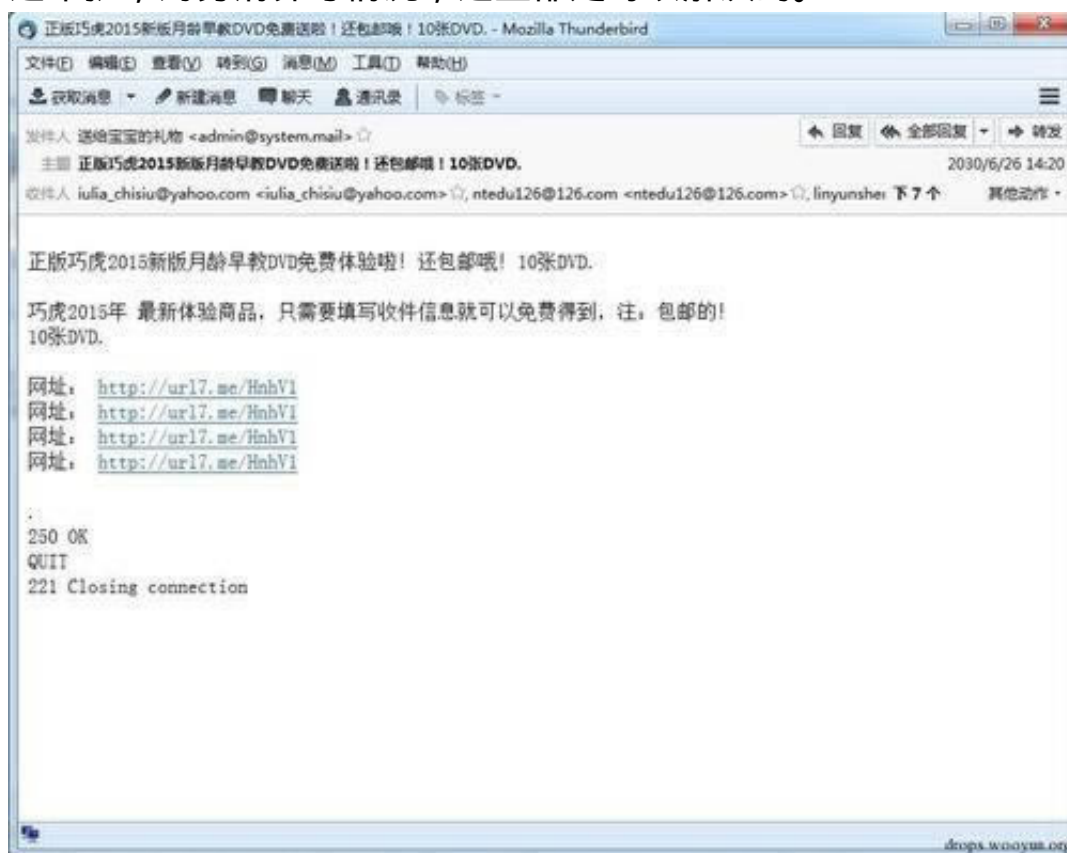 正版巧虎2015新版月龄早教DVD免费送啦！还包邮哦！10张DVD. - Mozilla Thunderbird
文件(F) 编辑(E) 查看(V) 转到(G) 消息(M) 工具(T) 帮助(H)
获取消息 新建消息 聊天 通讯录 标签
发件人 送给宝宝的礼物 <admin@system.mail> 回复 全部回复 转发
主题 正版巧虎2015新版月龄早教DVD免费送啦！还包邮哦！10张DVD. 2030/6/26 14:20
收件人 iulia_chisiu@yahoo.com <iulia_chisiu@yahoo.com>, ntedu126@126.com <ntedu126@126.com>, linyunshe 下7个 其他动作
正版巧虎2015新版月龄早教DVD免费体验啦！还包邮哦！10张DVD.
巧虎2015年 最新体验商品，只需要填写收件信息就可以免费得到，注：包邮的！
10张DVD.
网址： http://url7.me/HnhV1
网址： http://url7.me/HnhV1
网址： http://url7.me/HnhV1
网址： http://url7.me/HnhV1
.
250 OK
QUIT
221 Closing connection
drops.wooyun.org